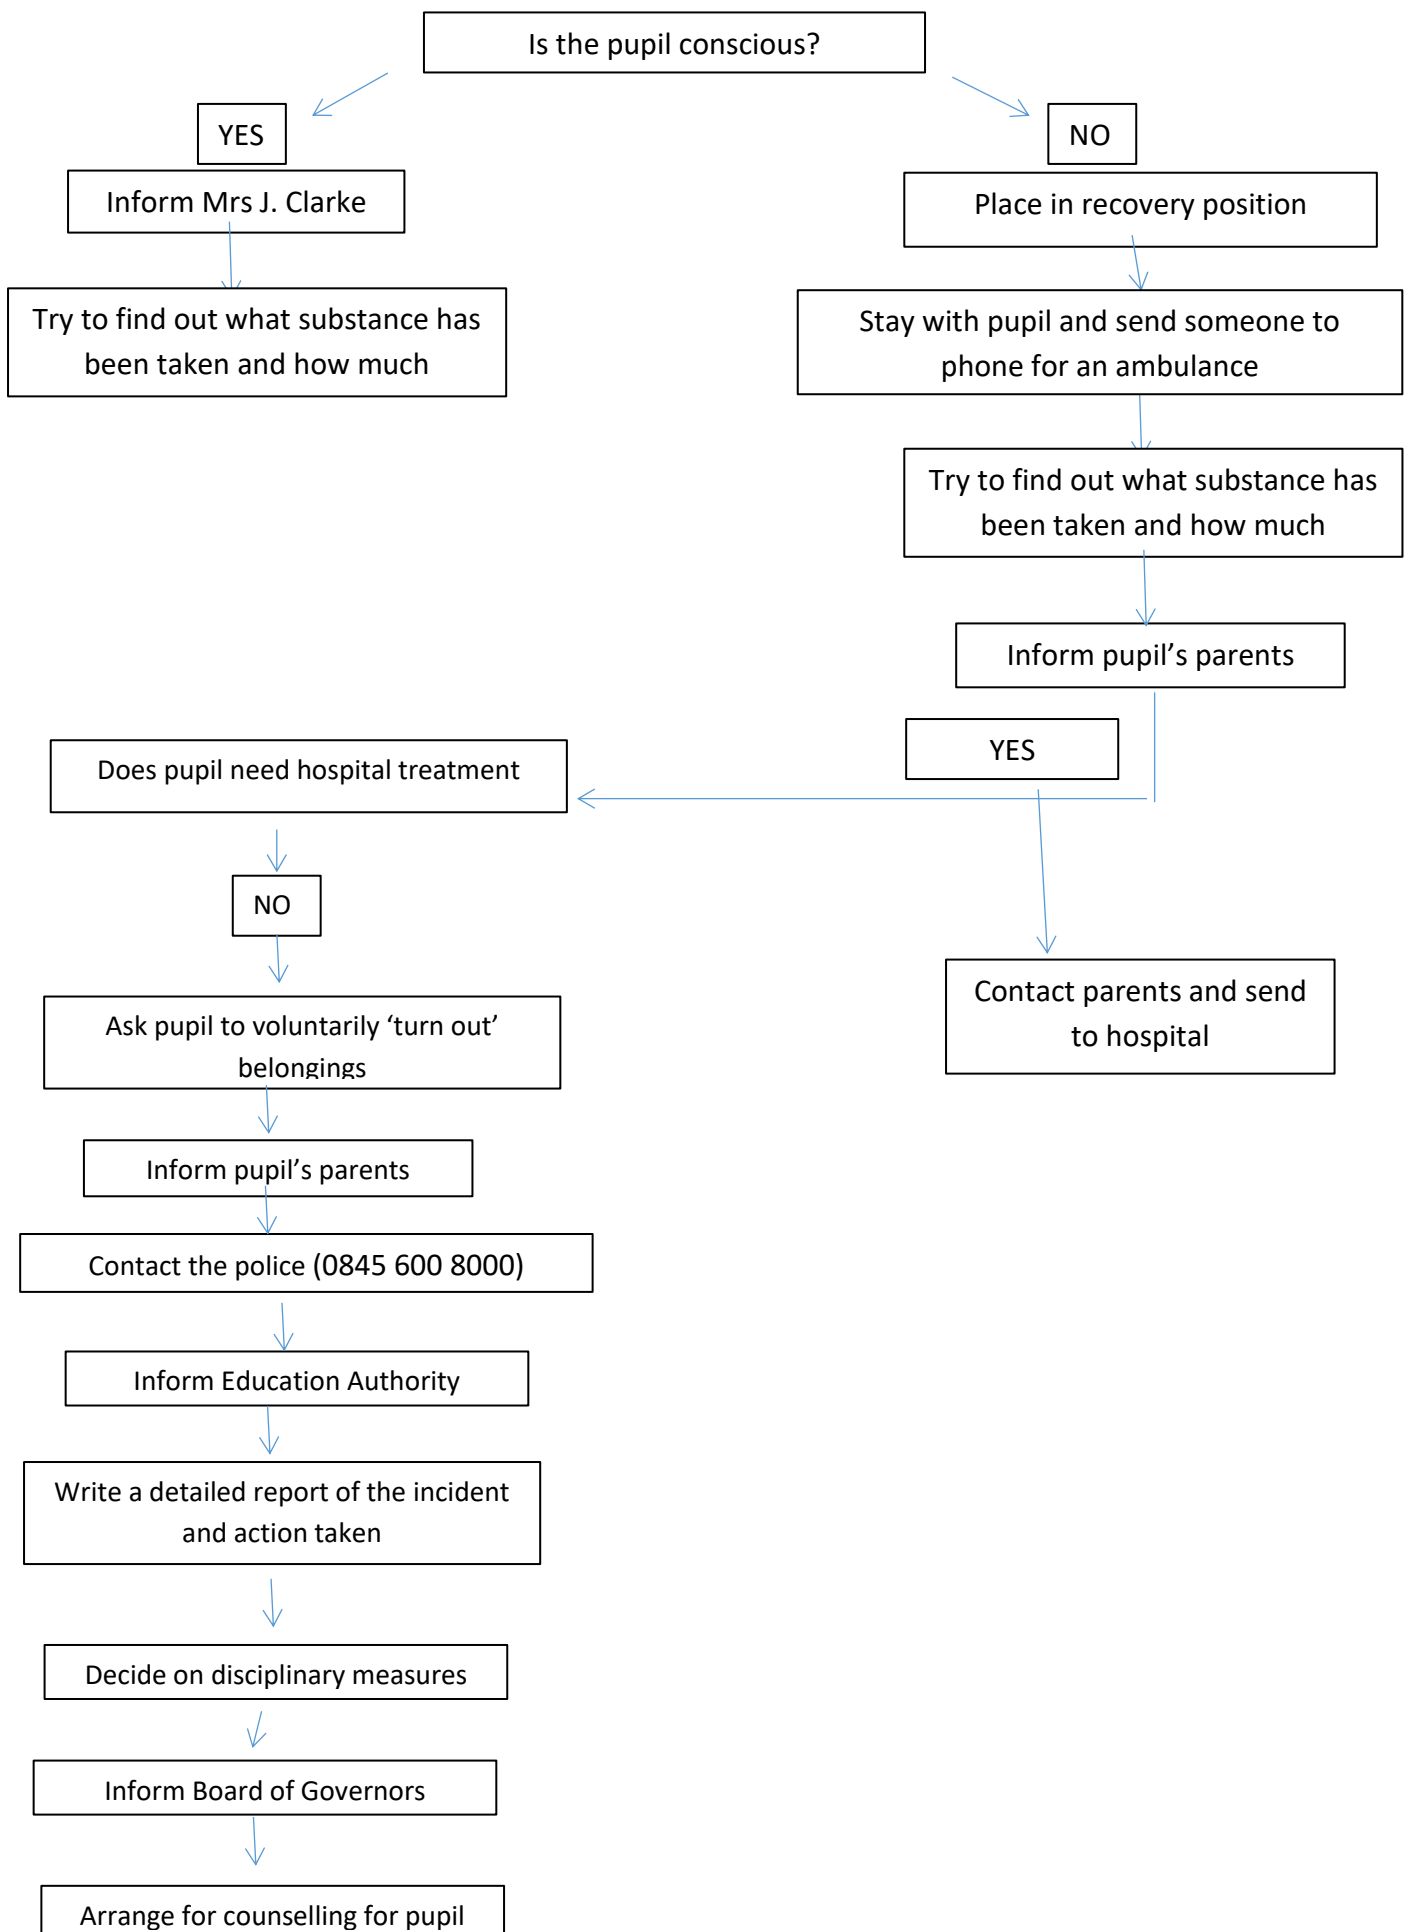 Is the pupil conscious?
YES
NO
Inform Mrs J. Clarke
Place in recovery position
Try to find out what substance has
been taken and how much
Stay with pupil and send someone to
phone for an ambulance
Try to find out what substance has
been taken and how much
Inform pupil’s parents
YES
Does pupil need hospital treatment
NO
Contact parents and send
to hospital
Ask pupil to voluntarily ‘turn out’
belongings
Inform pupil’s parents
Contact the police (0845 600 8000)
Inform Education Authority
Write a detailed report of the incident
and action taken
Decide on disciplinary measures
Inform Board of Governors
Arrange for counselling for pupil